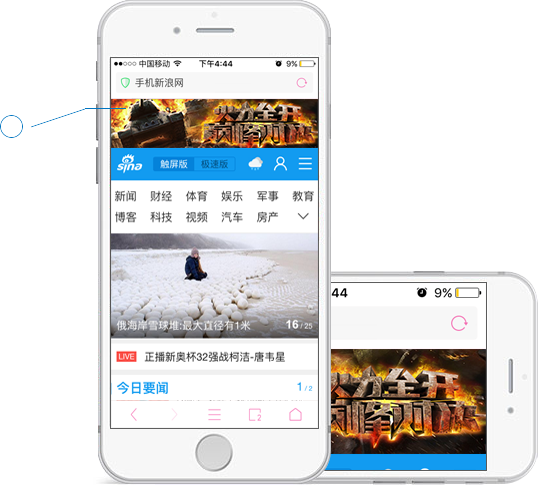 中国移动 下午4:44 9%
手机新浪网
火力全开
巅峰对决
sina 触屏版 极速版
新闻 财经 体育 娱乐 军事 教育
博客 科技 视频 汽车 房产
俄海岸雪球堆:最大直径有1米 16 / 25
LIVE 正播新奥杯32强战柯洁-唐韦星
今日要闻 1 / 2
2
44 9%
火力全开
巅峰对决